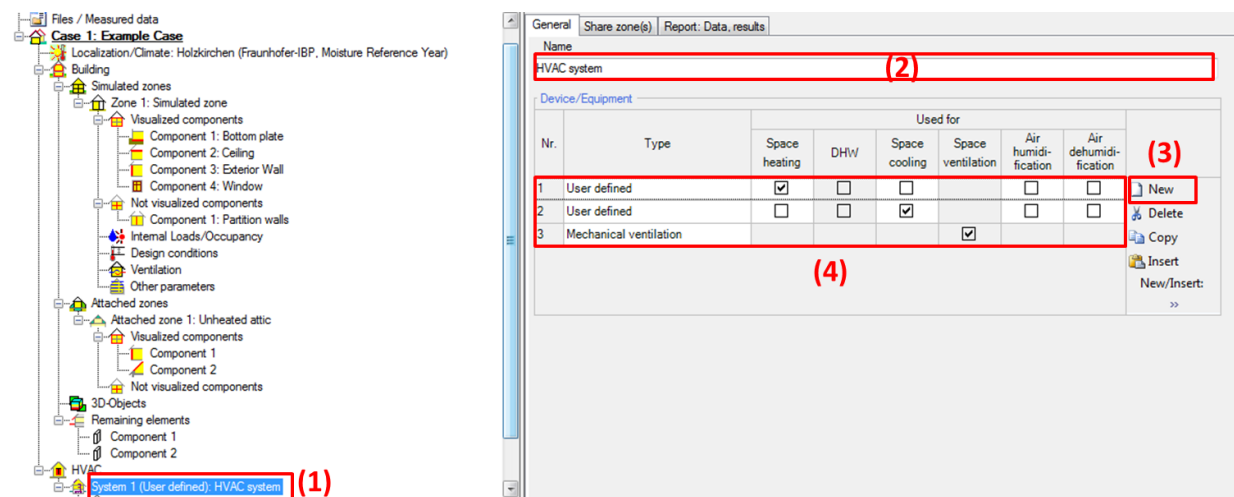 Files / Measured data
Case 1: Example Case
Localization/Climate: Holzkirchen (Fraunhofer-IBP, Moisture Reference Year)
Building
Simulated zones
Zone 1: Simulated zone
Visualized components
Component 1: Bottom plate
Component 2: Ceiling
Component 3: Exterior Wall
Component 4: Window
Not visualized components
Component 1: Partition walls
Internal Loads/Occupancy
Design conditions
Ventilation
Other parameters
Attached zones
Attached zone 1: Unheated attic
Visualized components
Component 1
Component 2
Not visualized components
3D-Objects
Remaining elements
Component 1
Component 2
HVAC
System 1 (User defined): HVAC system
(1)
General Share zone(s) Report: Data, results
Name
HVAC system
(2)
Device/Equipment
Used for
Nr. Type Space heating DHW Space cooling Space ventilation Air humidi-fication Air dehumidi-fication
(3)
1 User defined
2 User defined
3 Mechanical ventilation
New
Delete
Copy
Insert
New/Insert:
>>
(4)